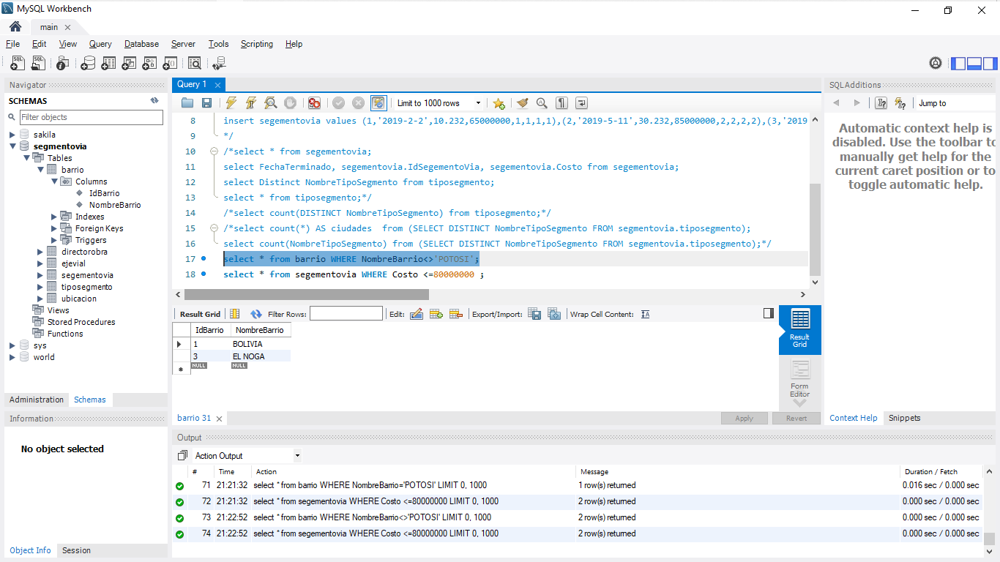 MySQL Workbench
main
File Edit View Query Database Server Tools Scripting Help
Navigator
SCHEMAS
Filter objects
sakila
segmentovia
Tables
barrio
Columns
IdBarrio
NombreBarrio
Indexes
Foreign Keys
Triggers
directorobra
ejevial
segementovia
tiposegmento
ubicacion
Views
Stored Procedures
Functions
sys
world
Administration Schemas
Information
No object selected
Object Info Session
Query 1
Limit to 1000 rows
8 insert segementovia values (1,'2019-2-2',10.232,65000000,1,1,1,1),(2,'2019-5-11',30.232,85000000,2,2,2,2),(3,'2019
9 */
10 /*select * from segementovia;
11 select FechaTerminado, segementovia.IdSegementoVia, segementovia.Costo from segementovia;
12 select Distinct NombreTipoSegmento from tiposegmento;
13 select * from tiposegmento;*/
14 /*select count(DISTINCT NombreTipoSegmento) from tiposegmento;*/
15 /*select count(*) AS ciudades from (SELECT DISTINCT NombreTipoSegmento FROM segmentovia.tiposegmento);
16 select count(NombreTipoSegmento) from (SELECT DISTINCT NombreTipoSegmento FROM segmentovia.tiposegmento);*/
17 select * from barrio WHERE NombreBarrio<>'POTOSI';
18 select * from segementovia WHERE Costo <=80000000 ;
Result Grid Filter Rows: Edit: Export/Import: Wrap Cell Content:
IdBarrio NombreBarrio
1 BOLIVIA
3 EL NOGA
NULL NULL
Result
Grid
Form
Editor
barrio 31
Apply Revert
SQLAdditions
Jump to
Automatic context help is
disabled. Use the toolbar to
manually get help for the
current caret position or to
toggle automatic help.
Context Help Snippets
Output
Action Output
# Time Action Message Duration / Fetch
71 21:21:32 select * from barrio WHERE NombreBarrio='POTOSI' LIMIT 0, 1000 1 row(s) returned 0.016 sec / 0.000 sec
72 21:21:32 select * from segementovia WHERE Costo <=80000000 LIMIT 0, 1000 2 row(s) returned 0.000 sec / 0.000 sec
73 21:22:52 select * from barrio WHERE NombreBarrio<>'POTOSI' LIMIT 0, 1000 2 row(s) returned 0.000 sec / 0.000 sec
74 21:22:52 select * from segementovia WHERE Costo <=80000000 LIMIT 0, 1000 2 row(s) returned 0.000 sec / 0.000 sec